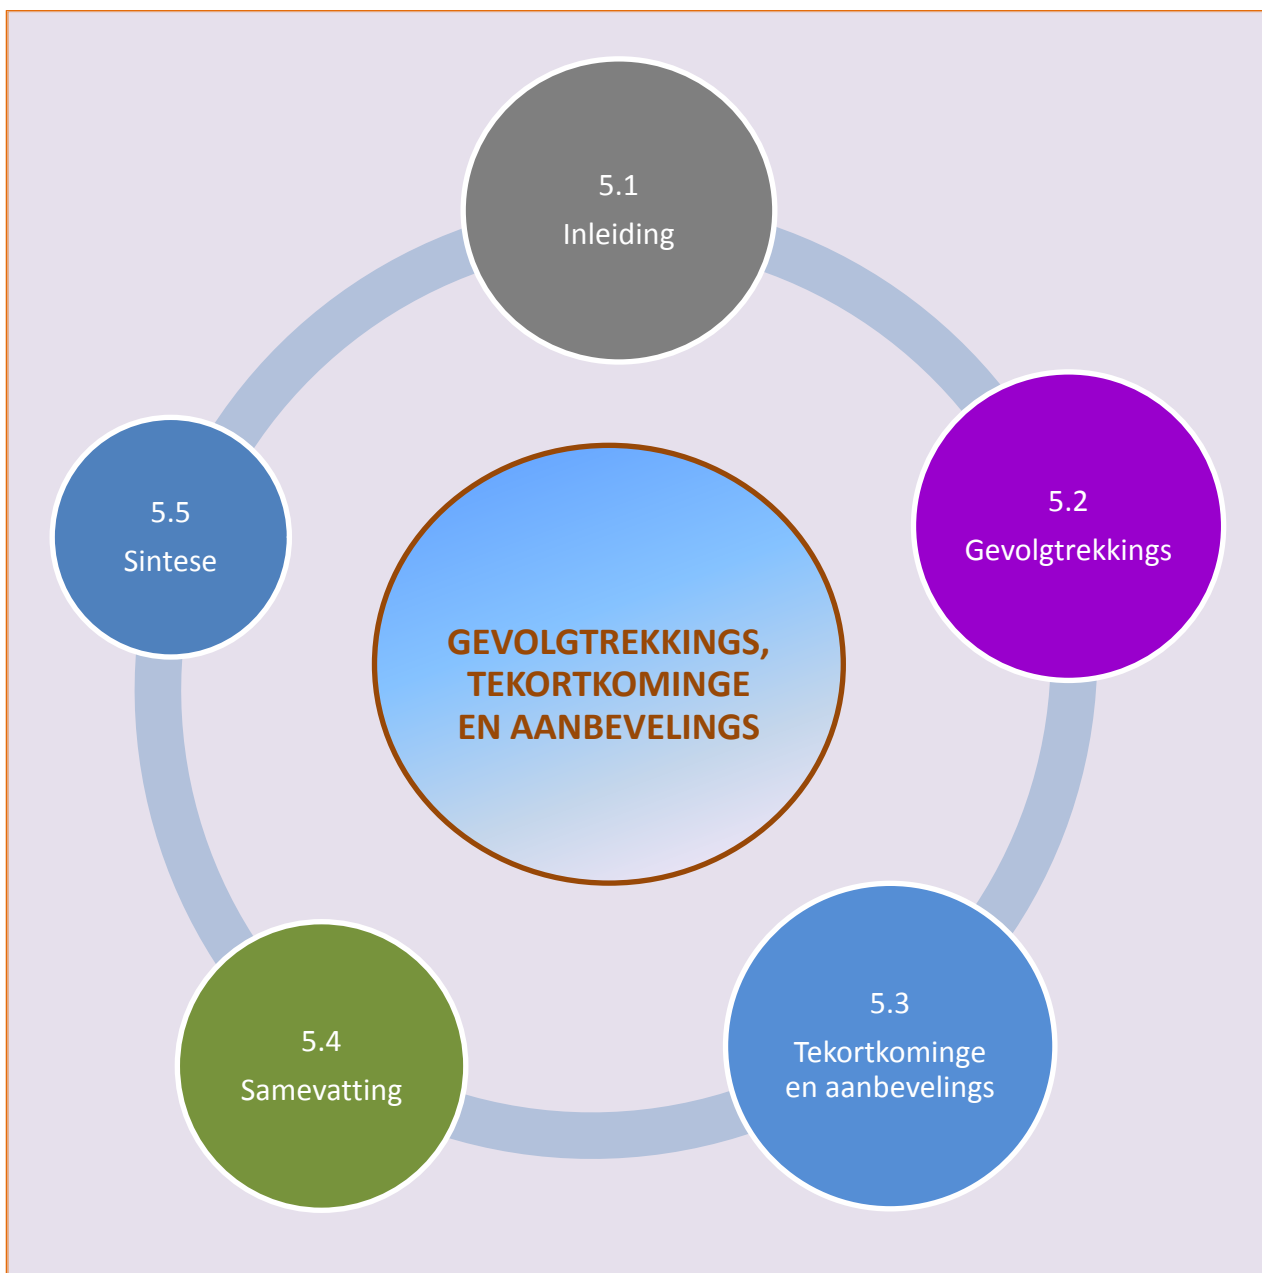 5.1
Inleiding
5.2
Gevolgtrekkings
5.3
Tekortkominge
en aanbevelings
5.4
Samevatting
5.5
Sintese
GEVOLGTREKKINGS,
TEKORTKOMINGE
EN AANBEVELINGS